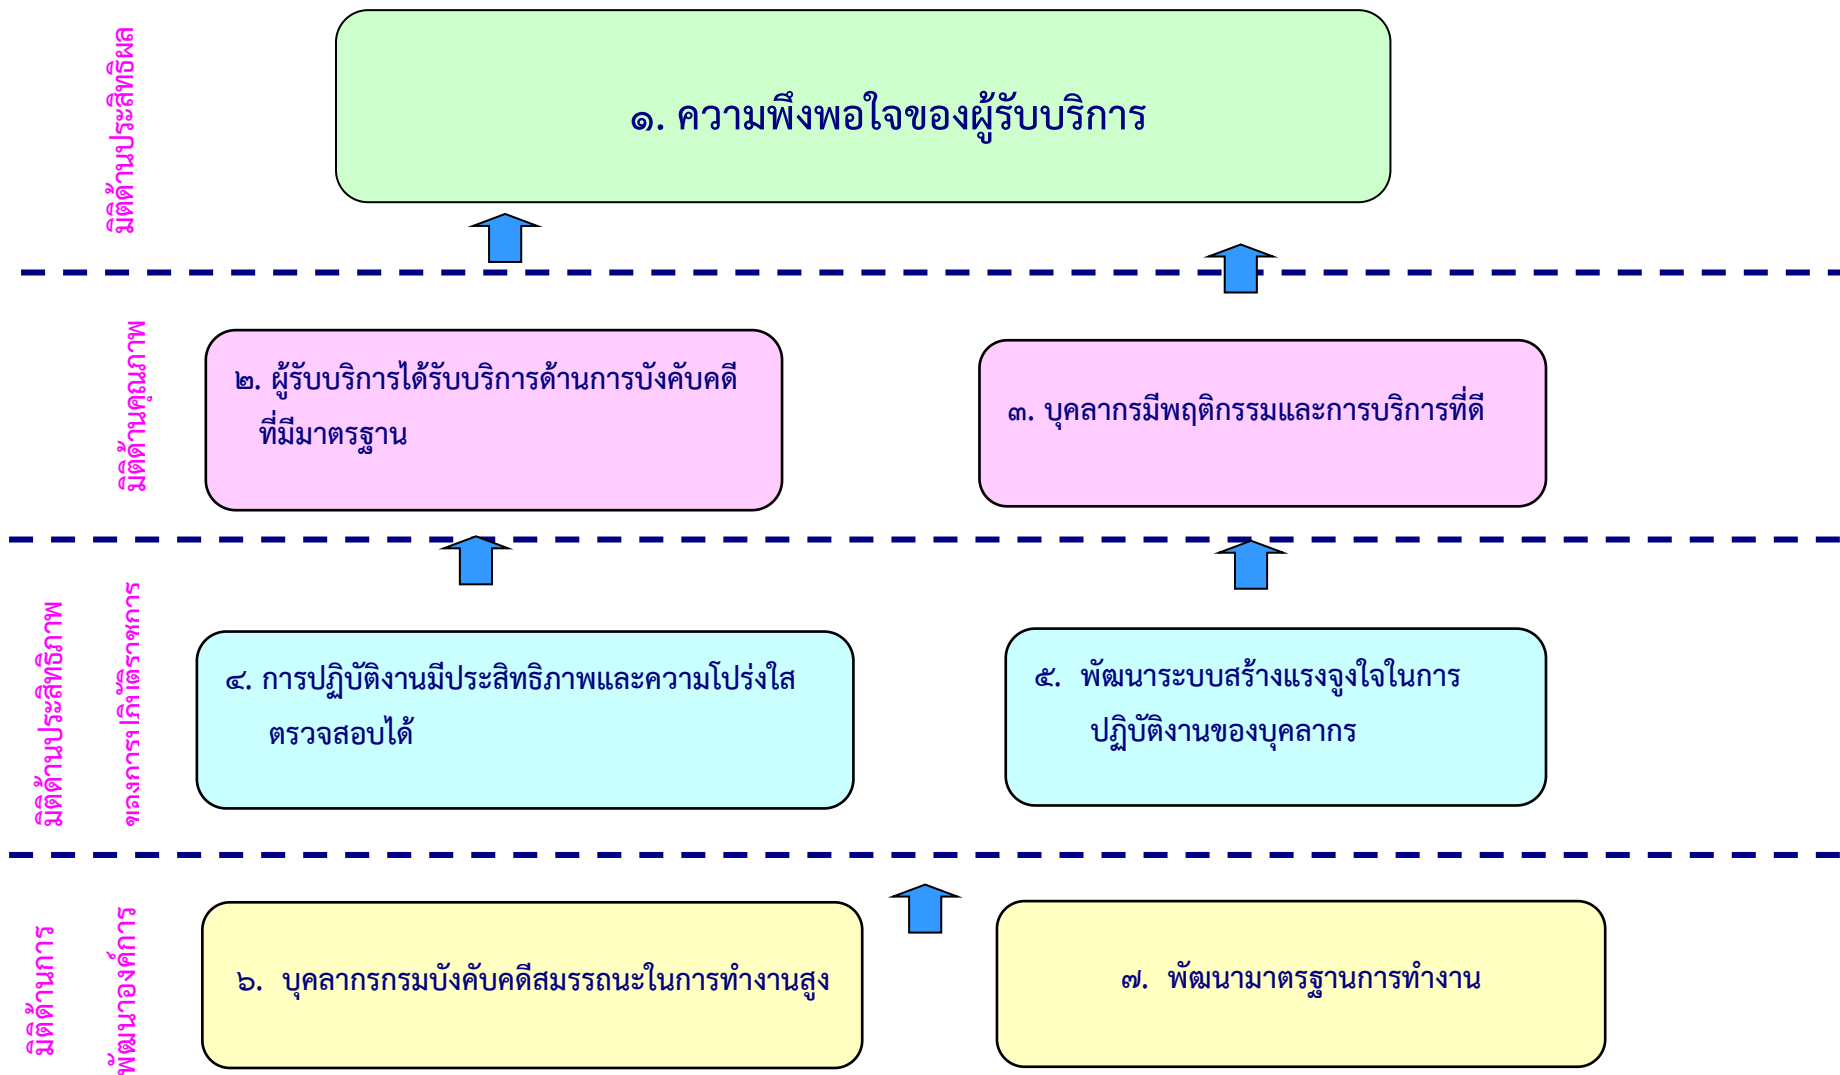 มิติด้านประสิทธิผล
๑. ความพึงพอใจของผู้รับบริการ
มิติด้านคุณภาพ
๒. ผู้รับบริการได้รับบริการด้านการบังคับคดี
ที่มีมาตรฐาน
๓. บุคลากรมีพฤติกรรมและการบริการที่ดี
มิติด้านประสิทธิภาพ
ของการปฏิบัติราชการ
๔. การปฏิบัติงานมีประสิทธิภาพและความโปร่งใส
ตรวจสอบได้
๕. พัฒนาระบบสร้างแรงจูงใจในการ
ปฏิบัติงานของบุคลากร
มิติด้านการ
พัฒนาองค์การ
๖. บุคลากรกรมบังคับคดีสมรรถนะในการทำงานสูง
๗. พัฒนามาตรฐานการทำงาน